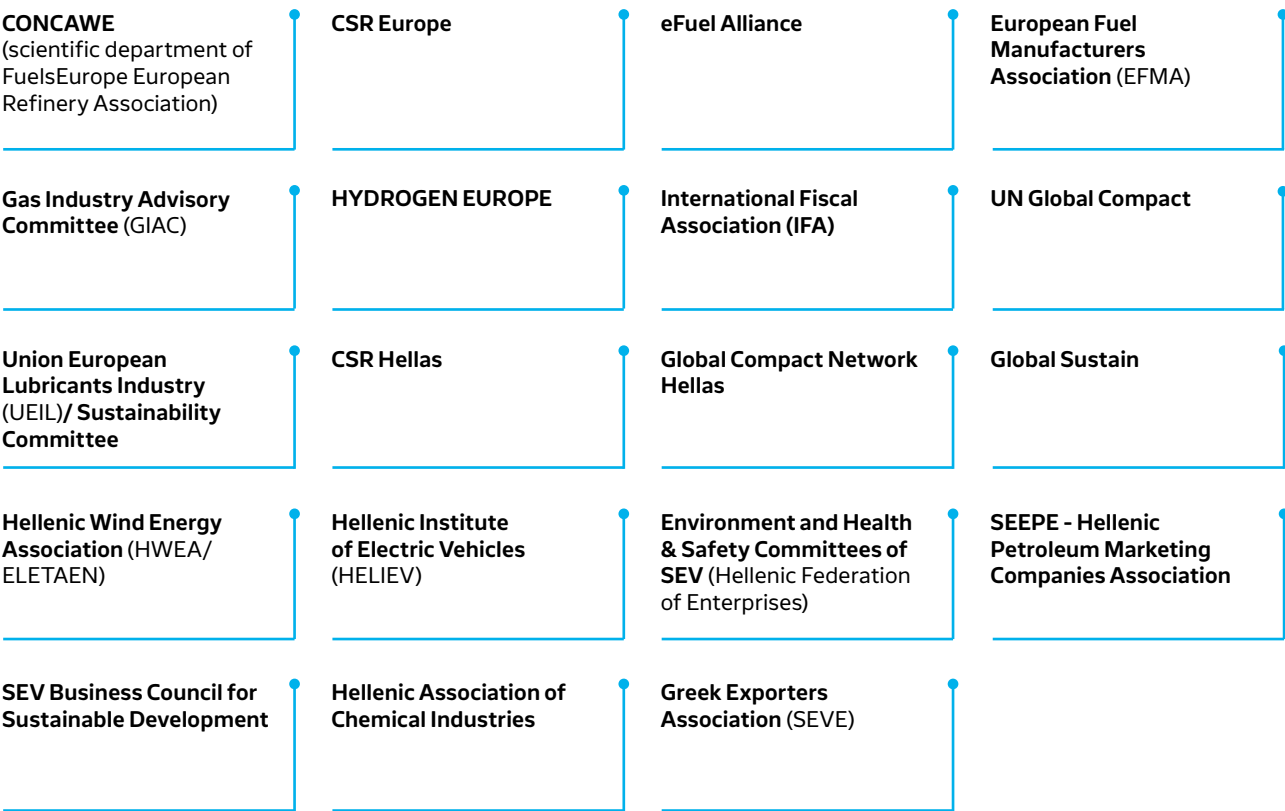 CONCAWE
(scientific department of
FuelsEurope European
Refinery Association)
CSR Europe
eFuel Alliance
European Fuel
Manufacturers
Association (EFMA)
Gas Industry Advisory
Committee (GIAC)
HYDROGEN EUROPE
International Fiscal
Association (IFA)
UN Global Compact
Union European
Lubricants Industry
(UEIL)/ Sustainability
Committee
CSR Hellas
Global Compact Network
Hellas
Global Sustain
Hellenic Wind Energy
Association (HWEA/
ELETAEN)
Hellenic Institute
of Electric Vehicles
(HELIEV)
Environment and Health
& Safety Committees of
SEV (Hellenic Federation
of Enterprises)
SEEPE - Hellenic
Petroleum Marketing
Companies Association
SEV Business Council for
Sustainable Development
Hellenic Association of
Chemical Industries
Greek Exporters
Association (SEVE)